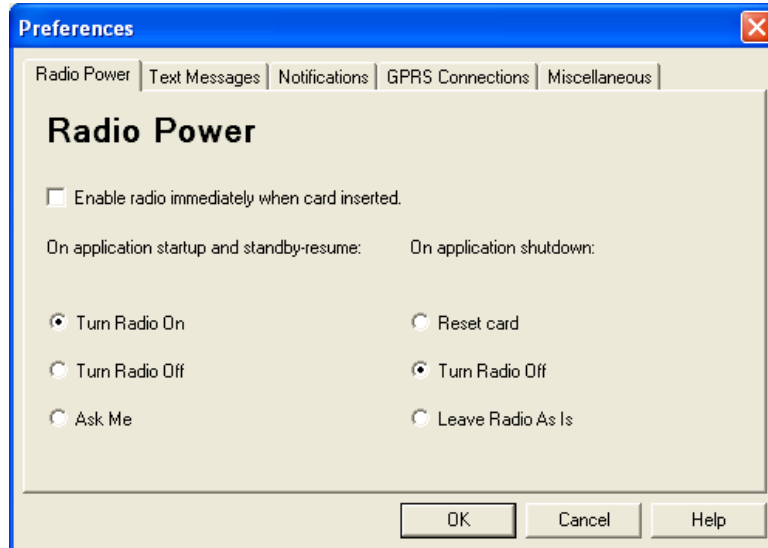 Preferences
Radio Power Text Messages Notifications GPRS Connections Miscellaneous
Radio Power
Enable radio immediately when card inserted.
On application startup and standby-resume: On application shutdown:
Turn Radio On Reset card
Turn Radio Off Turn Radio Off
Ask Me Leave Radio As Is
OK Cancel Help